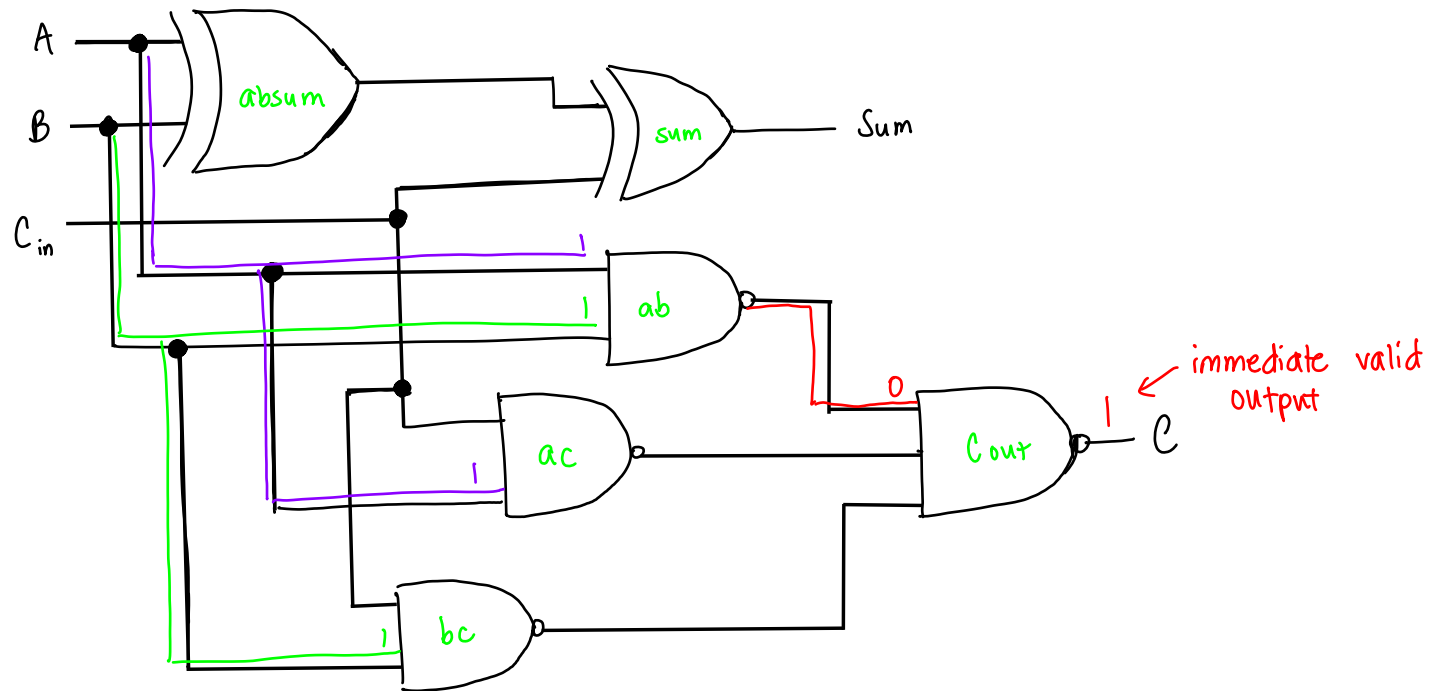 A
absum
B
sum
Sum
C in
1
1
ab
0
immediate valid
output
1
C
Cout
ac
1
1
bc